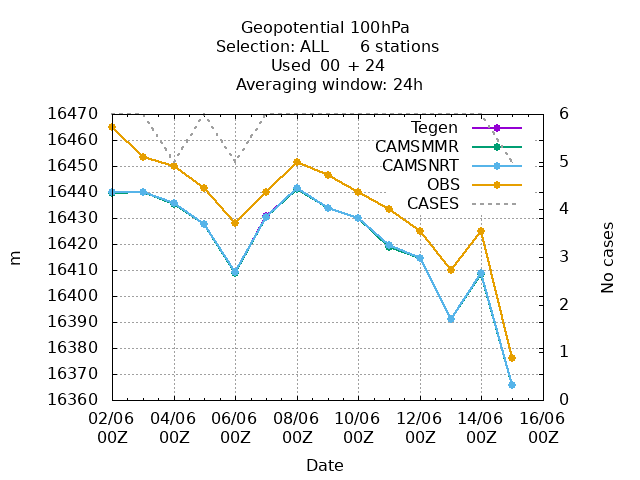 Geopotential 100hPa
Selection: ALL 6 stations
Used 00 + 24
Averaging window: 24h
16470
16460
16450
16440
16430
16420
16410
16400
16390
16380
16370
16360
m
6
5
4
3
2
1
0
No cases
Tegen
CAMSMMR
CAMSNRT
OBS
CASES
02/06 04/06 06/06 08/06 10/06 12/06 14/06 16/06
00Z 00Z 00Z 00Z 00Z 00Z 00Z 00Z
Date